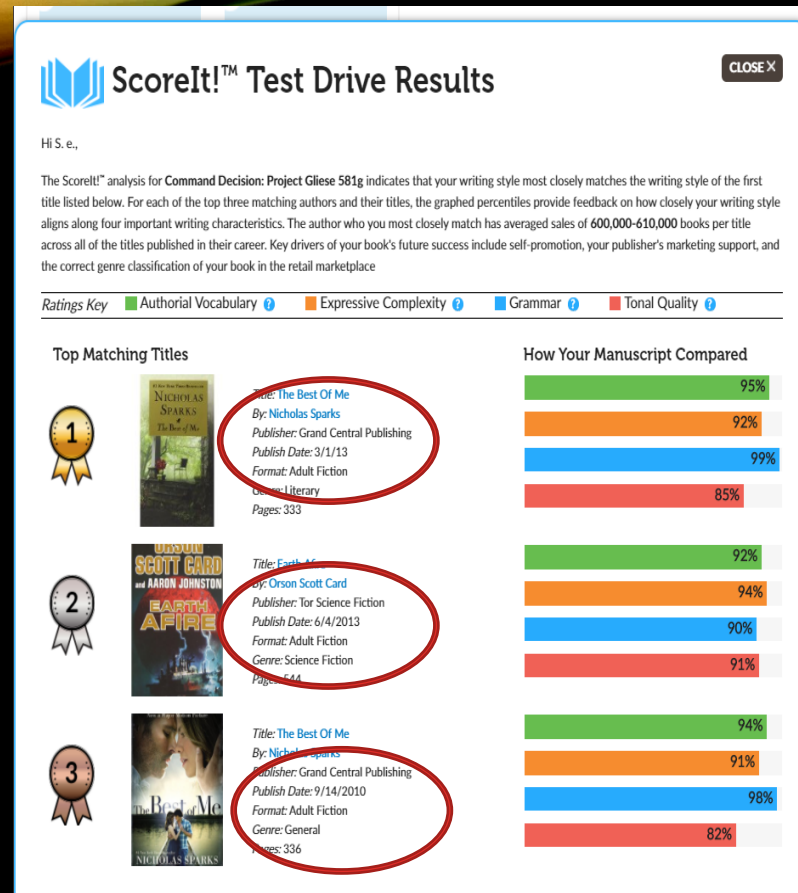 ScoreIt!™ Test Drive Results
CLOSE X
Hi S. e.,
The ScoreIt!™ analysis for Command Decision: Project Gliese 581g indicates that your writing style most closely matches the writing style of the first
title listed below. For each of the top three matching authors and their titles, the graphed percentiles provide feedback on how closely your writing style
aligns along four important writing characteristics. The author who you most closely match has averaged sales of 600,000-610,000 books per title
across all of the titles published in their career. Key drivers of your book's future success include self-promotion, your publisher's marketing support, and
the correct genre classification of your book in the retail marketplace
Ratings Key Authorial Vocabulary ? Expressive Complexity ? Grammar ? Tonal Quality ?
Top Matching Titles
How Your Manuscript Compared
1
NICHOLAS
SPARKS
The Best of Me
Title: The Best Of Me
By: Nicholas Sparks
Publisher: Grand Central Publishing
Publish Date: 3/1/13
Format: Adult Fiction
Genre: Literary
Pages: 333
95%
92%
99%
85%
2
ORSON
SCOTT CARD
and AARON JOHNSTON
EARTH
AFIRE
Title: Earth Afire
By: Orson Scott Card
Publisher: Tor Science Fiction
Publish Date: 6/4/2013
Format: Adult Fiction
Genre: Science Fiction
Pages: 544
92%
94%
90%
91%
3
The Best of Me
NICHOLAS SPARKS
Title: The Best Of Me
By: Nicholas Sparks
Publisher: Grand Central Publishing
Publish Date: 9/14/2010
Format: Adult Fiction
Genre: General
Pages: 336
94%
91%
98%
82%